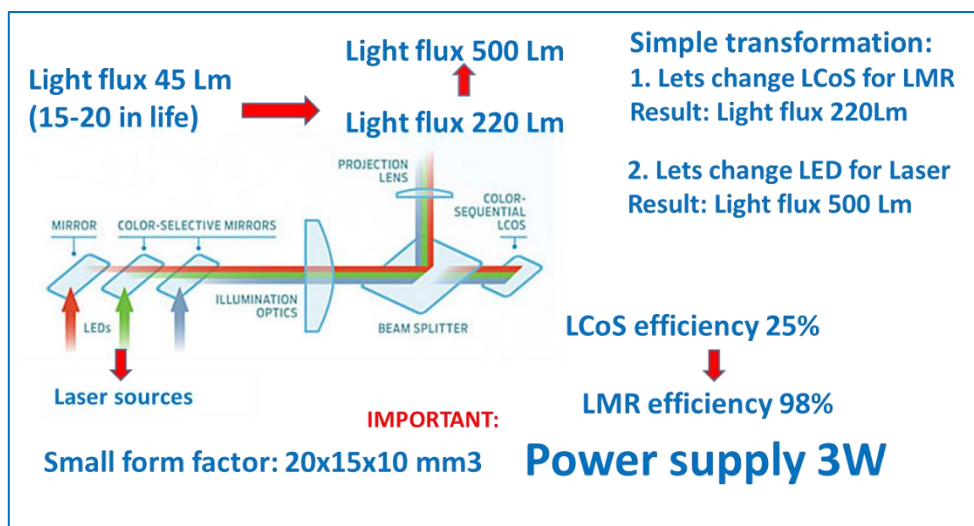 Light flux 500 Lm
Light flux 45 Lm
(15-20 in life)
Light flux 220 Lm
Simple transformation:
1. Lets change LCoS for LMR
Result: Light flux 220Lm
2. Lets change LED for Laser
Result: Light flux 500 Lm
PROJECTION
LENS
COLOR-
SEQUENTIAL
LCOS
MIRROR
COLOR-SELECTIVE MIRRORS
LEDs
ILLUMINATION
OPTICS
BEAM SPLITTER
Laser sources
LCoS efficiency 25%
LMR efficiency 98%
IMPORTANT:
Small form factor: 20x15x10 mm3
Power supply 3W